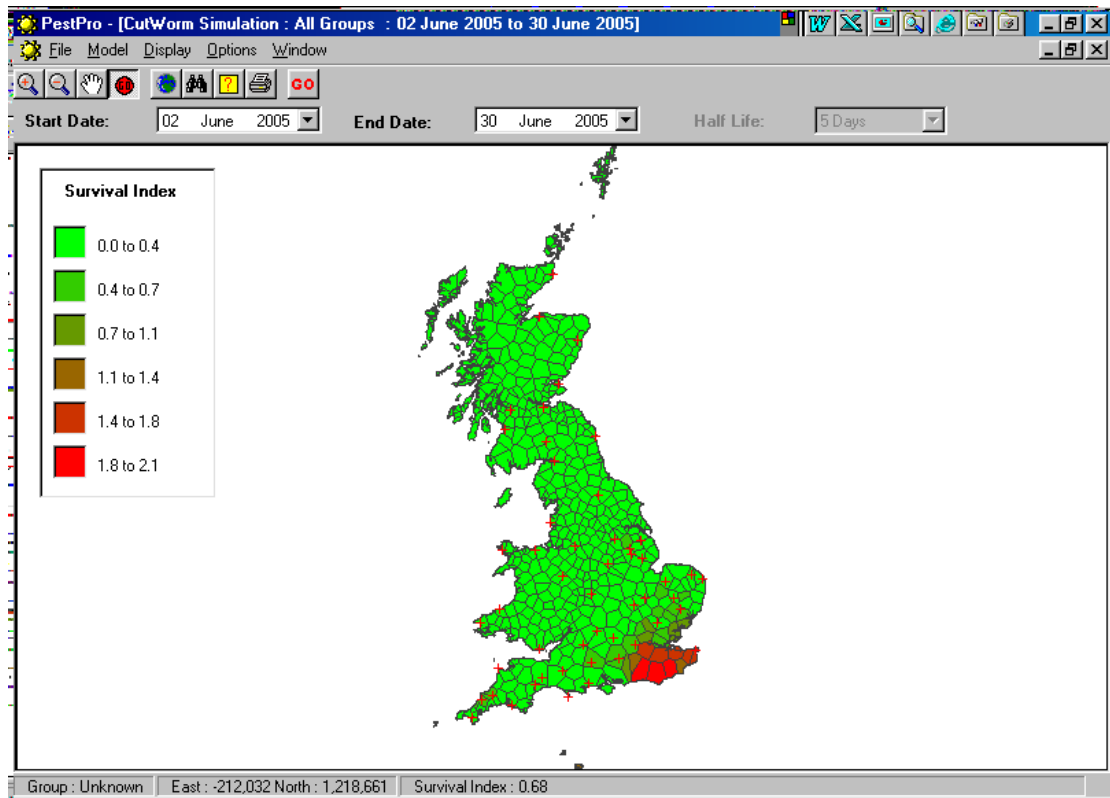 PestPro - [CutWorm Simulation : All Groups : 02 June 2005 to 30 June 2005]
File Model Display Options Window
GO
Start Date: 02 June 2005 End Date: 30 June 2005 Half Life: 5 Days
Survival Index
0.0 to 0.4
0.4 to 0.7
0.7 to 1.1
1.1 to 1.4
1.4 to 1.8
1.8 to 2.1
Group : Unknown East : -212,032 North : 1,218,661 Survival Index : 0.68